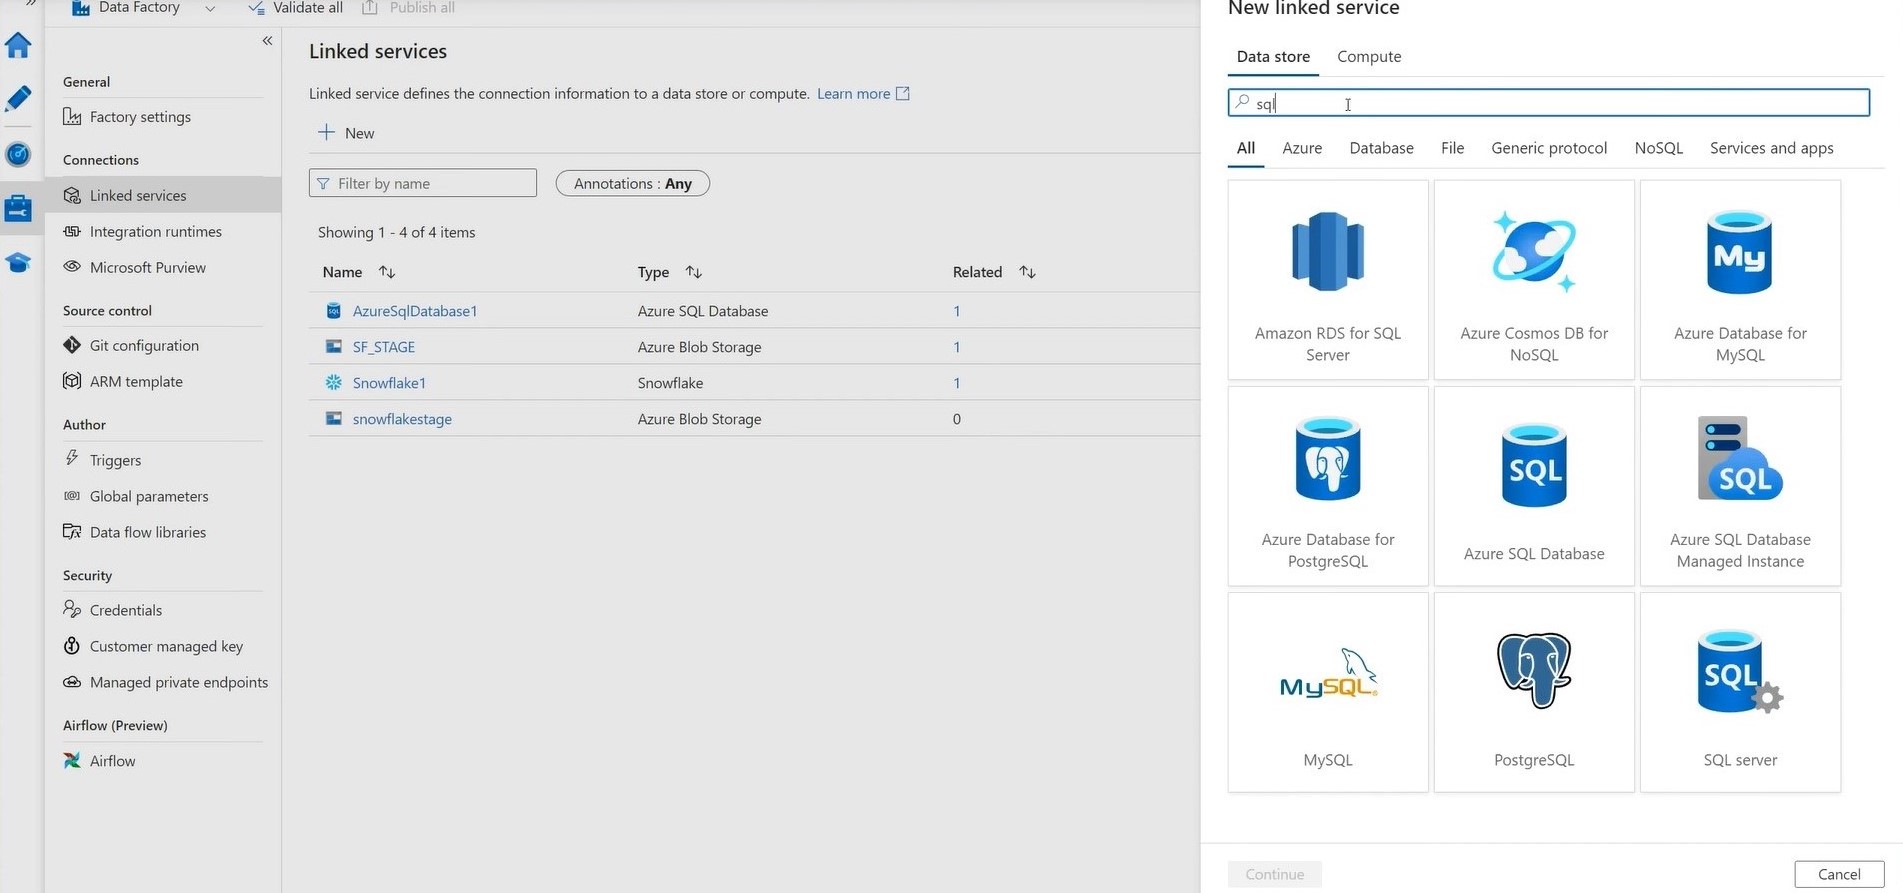 Data Factory
Validate all
Publish all
General
Factory settings
Connections
Linked services
Integration runtimes
Microsoft Purview
Source control
Git configuration
ARM template
Author
Triggers
Global parameters
Data flow libraries
Security
Credentials
Customer managed key
Managed private endpoints
Airflow (Preview)
Airflow
Linked services
Linked service defines the connection information to a data store or compute. Learn more
New
Filter by name
Annotations : Any
Showing 1 - 4 of 4 items
Name Type Related
AzureSqlDatabase1 Azure SQL Database 1
SF_STAGE Azure Blob Storage 1
Snowflake1 Snowflake 1
snowflakestage Azure Blob Storage 0
New linked service
Data store Compute
sql
All Azure Database File Generic protocol NoSQL Services and apps
Amazon RDS for SQL
Server
My
Azure Cosmos DB for
NoSQL
Azure Database for
MySQL
Azure Database for
PostgreSQL
SQL
Azure SQL Database
SQL
Azure SQL Database
Managed Instance
MySQL
MySQL
PostgreSQL
SQL
SQL server
Continue
Cancel